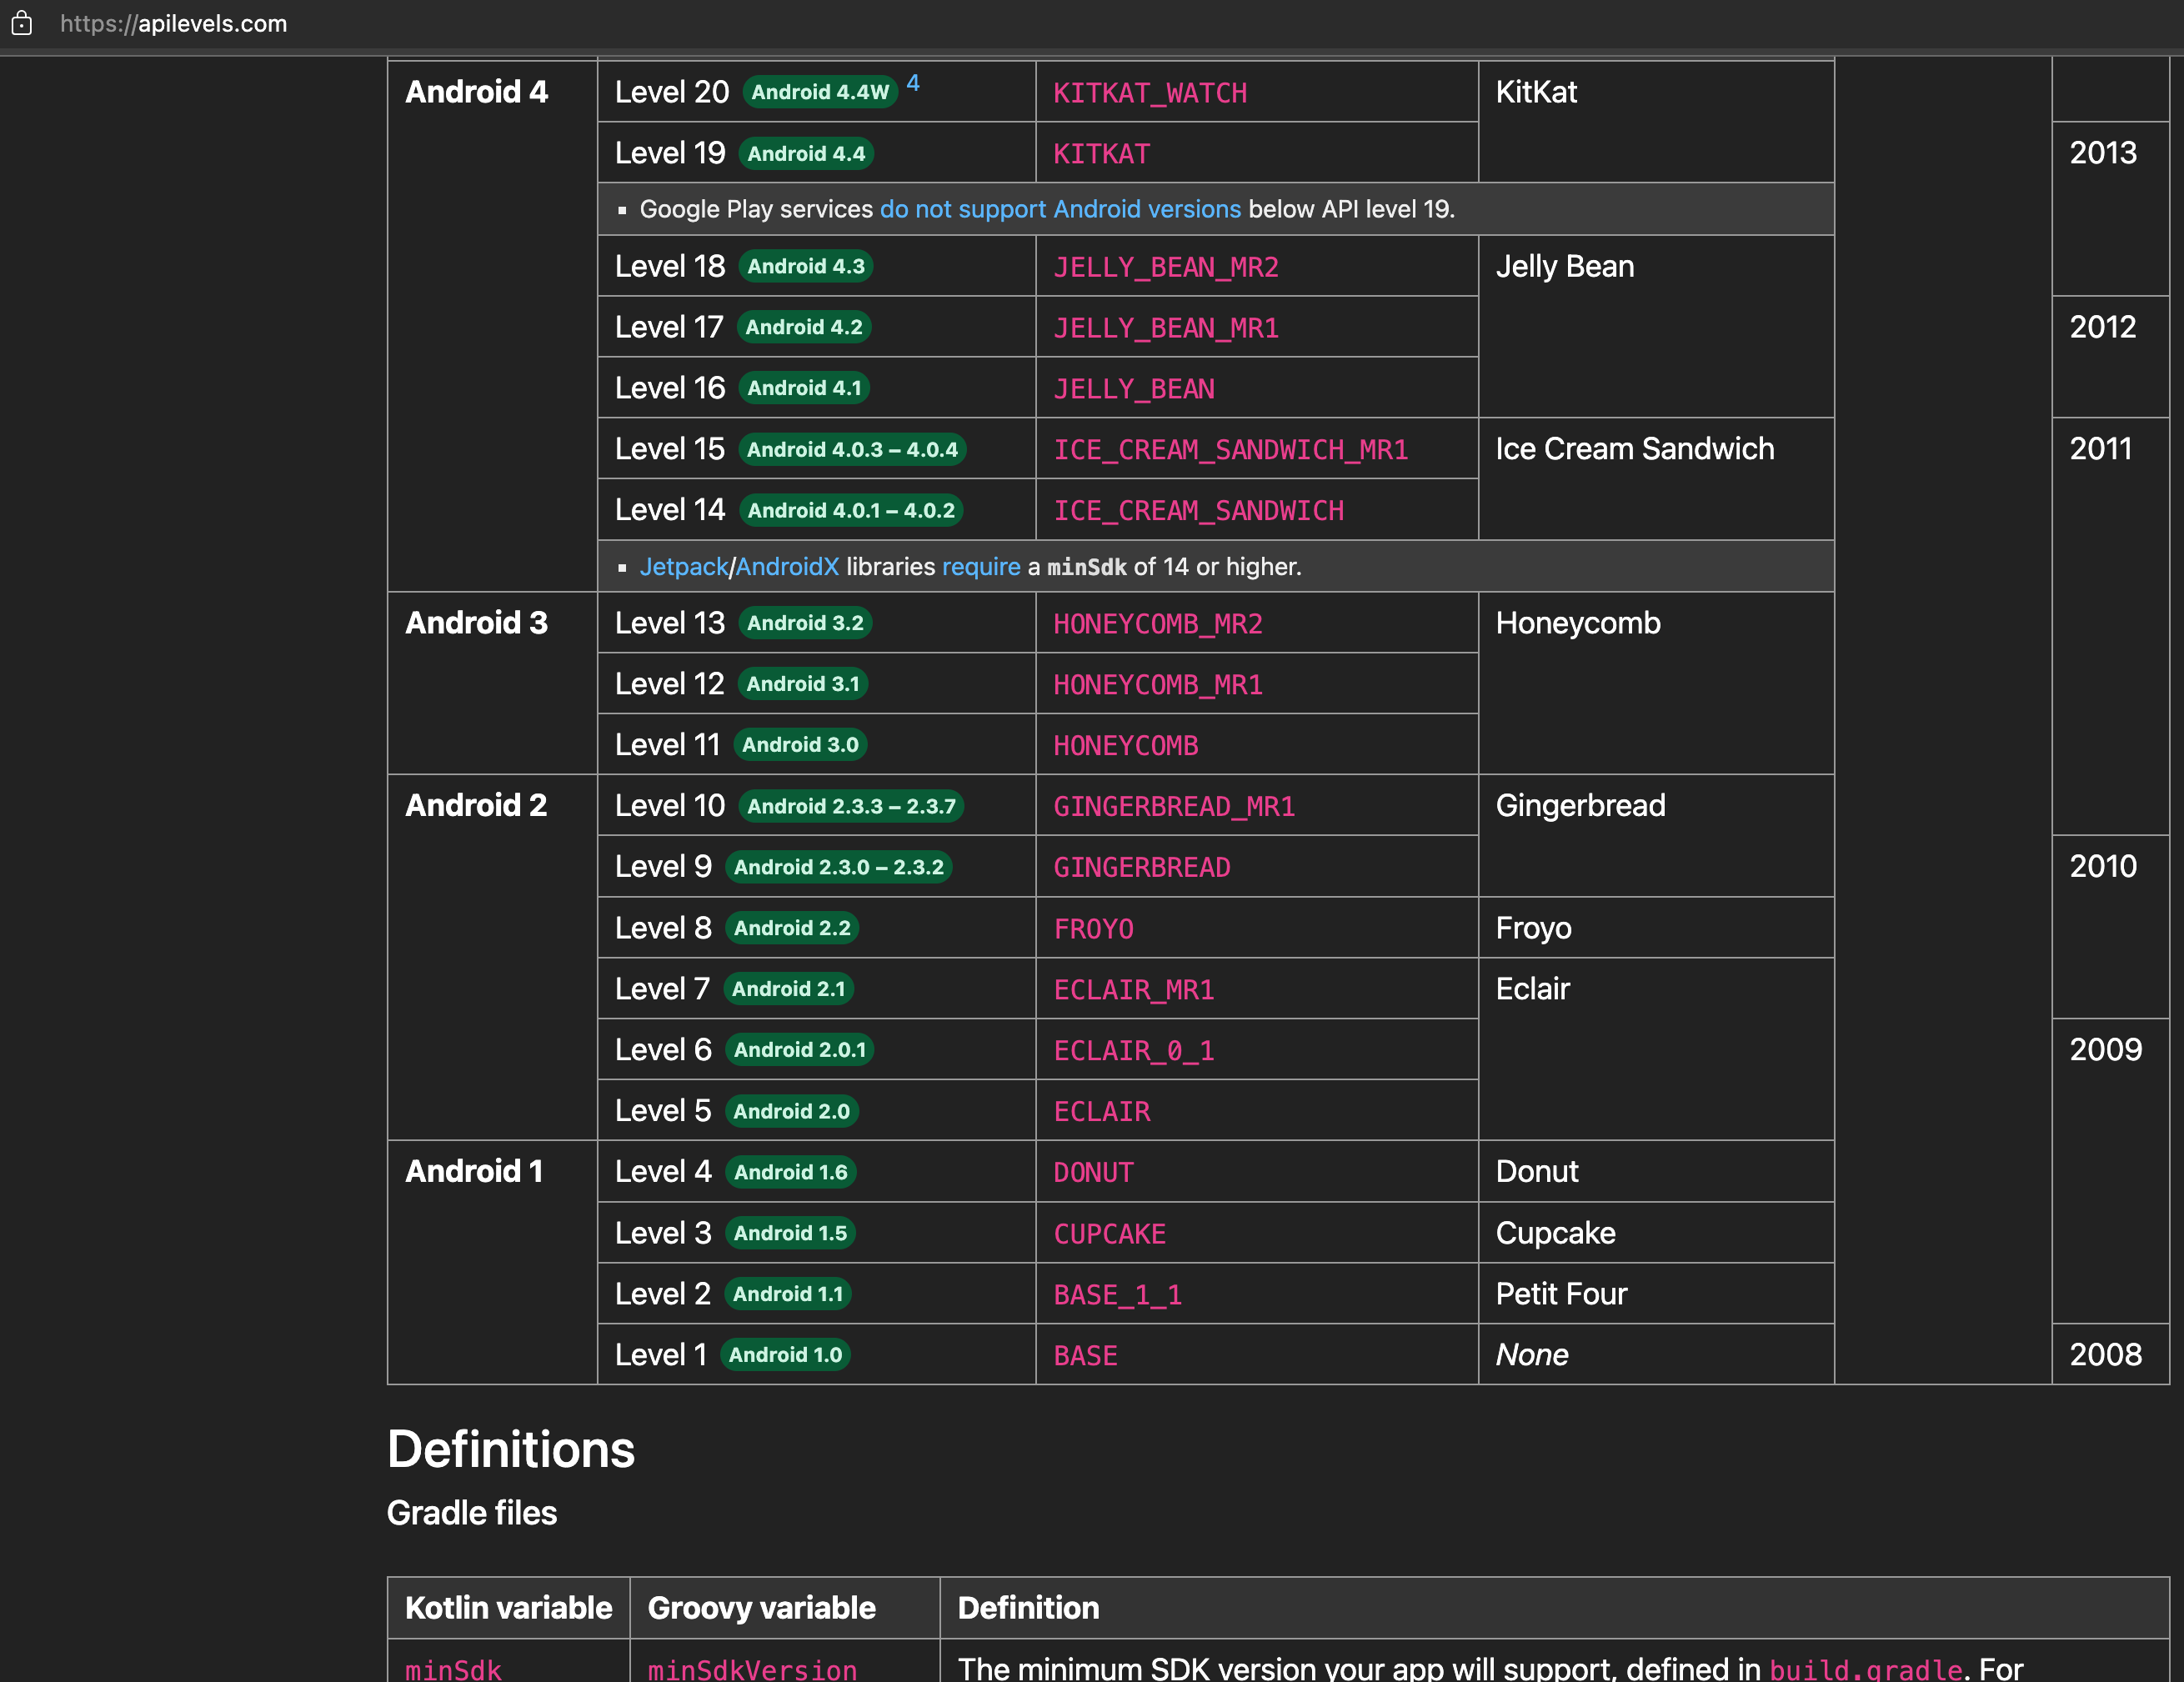 https://apilevels.com
Android 4 Level 20 Android 4.4W 4 KITKAT_WATCH KitKat
Level 19 Android 4.4 KITKAT 2013
▪ Google Play services do not support Android versions below API level 19.
Level 18 Android 4.3 JELLY_BEAN_MR2 Jelly Bean
Level 17 Android 4.2 JELLY_BEAN_MR1 2012
Level 16 Android 4.1 JELLY_BEAN
Level 15 Android 4.0.3 – 4.0.4 ICE_CREAM_SANDWICH_MR1 Ice Cream Sandwich 2011
Level 14 Android 4.0.1 – 4.0.2 ICE_CREAM_SANDWICH
▪ Jetpack/AndroidX libraries require a minSdk of 14 or higher.
Android 3 Level 13 Android 3.2 HONEYCOMB_MR2 Honeycomb
Level 12 Android 3.1 HONEYCOMB_MR1
Level 11 Android 3.0 HONEYCOMB
Android 2 Level 10 Android 2.3.3 – 2.3.7 GINGERBREAD_MR1 Gingerbread
Level 9 Android 2.3.0 – 2.3.2 GINGERBREAD 2010
Level 8 Android 2.2 FROYO Froyo
Level 7 Android 2.1 ECLAIR_MR1 Eclair
Level 6 Android 2.0.1 ECLAIR_0_1 2009
Level 5 Android 2.0 ECLAIR
Android 1 Level 4 Android 1.6 DONUT Donut
Level 3 Android 1.5 CUPCAKE Cupcake
Level 2 Android 1.1 BASE_1_1 Petit Four
Level 1 Android 1.0 BASE None 2008
Definitions
Gradle files
Kotlin variable Groovy variable Definition
minSdk minSdkVersion The minimum SDK version your app will support, defined in build.gradle. For